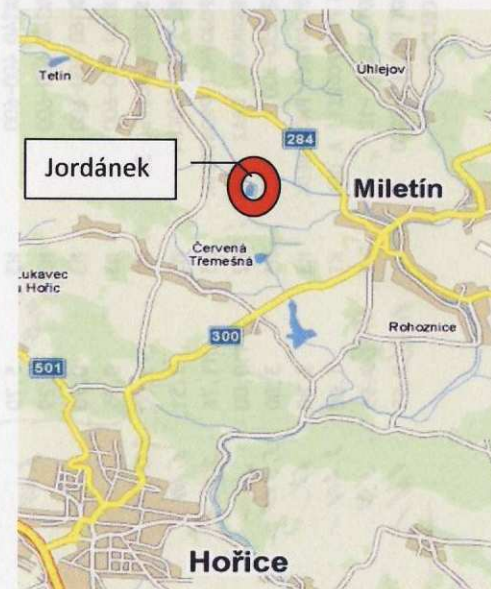 Tetín
Úhlejov
284
Jordánek
Miletín
Červená
Třemešná
Lukavec
u Hořic
300
Rohoznice
501
Hořice